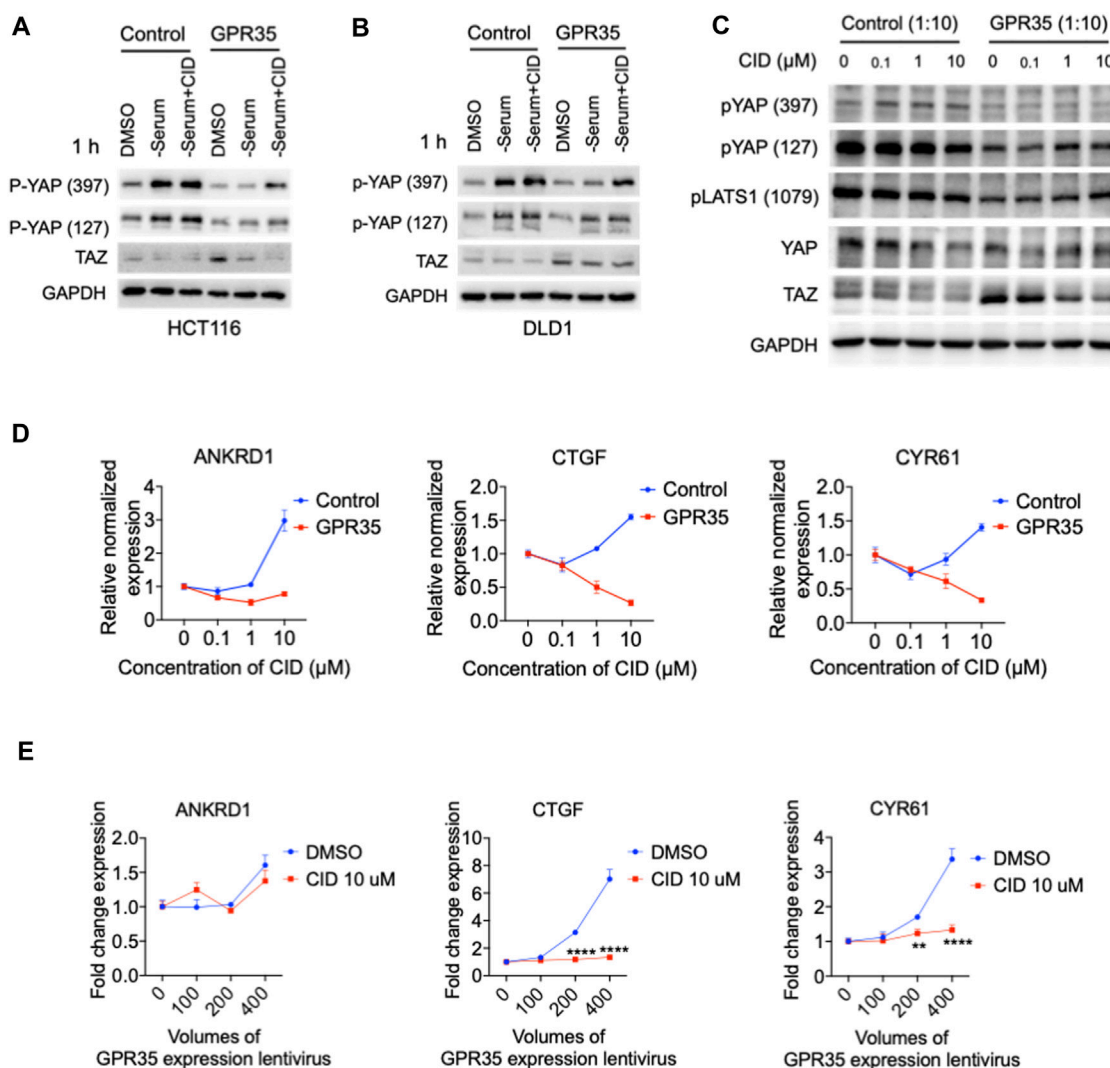 A
Control GPR35
1 h DMSO -Serum -Serum+CID DMSO -Serum -Serum+CID
P-YAP (397)
P-YAP (127)
TAZ
GAPDH
HCT116
B
Control GPR35
1 h DMSO -Serum -Serum+CID DMSO -Serum -Serum+CID
p-YAP (397)
p-YAP (127)
TAZ
GAPDH
DLD1
C
Control (1:10) GPR35 (1:10)
CID (µM) 0 0.1 1 10 0 0.1 1 10
pYAP (397)
pYAP (127)
pLATS1 (1079)
YAP
TAZ
GAPDH
D
ANKRD1
Relative normalized
expression
4
3
2
1
0
Control
GPR35
0 0.1 1 10
Concentration of CID (µM)
CTGF
Relative normalized
expression
2.0
1.5
1.0
0.5
0.0
Control
GPR35
0 0.1 1 10
Concentration of CID (µM)
CYR61
Relative normalized
expression
2.0
1.5
1.0
0.5
0.0
Control
GPR35
0 0.1 1 10
Concentration of CID (µM)
E
ANKRD1
Fold change expression
2.0
1.5
1.0
0.5
0.0
DMSO
CID 10 uM
0 100 200 400
Volumes of
GPR35 expression lentivirus
CTGF
Fold change expression
10
8
6
4
2
0
DMSO
CID 10 uM
**** ****
0 100 200 400
Volumes of
GPR35 expression lentivirus
CYR61
Fold change expression
4
3
2
1
0
DMSO
CID 10 uM
** ****
0 100 200 400
Volumes of
GPR35 expression lentivirus